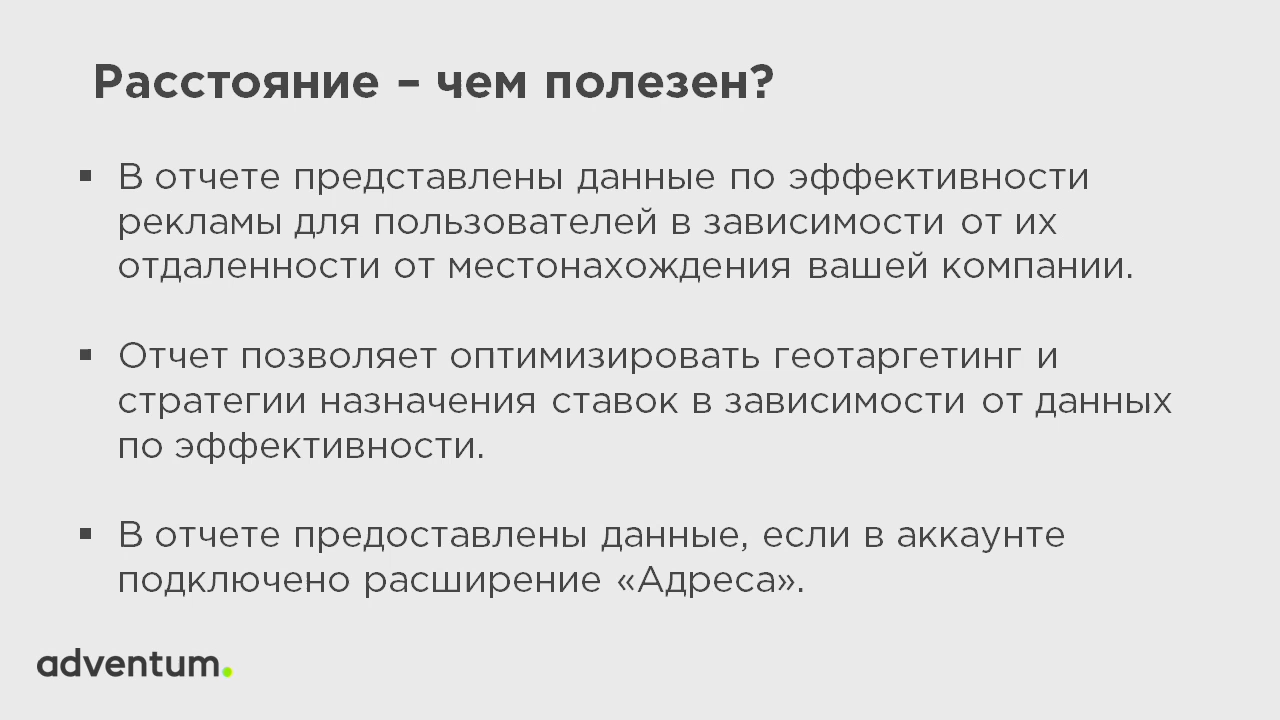 Расстояние – чем полезен?
▪ В отчете представлены данные по эффективности
рекламы для пользователей в зависимости от их
отдаленности от местонахождения вашей компании.
▪ Отчет позволяет оптимизировать геотаргетинг и
стратегии назначения ставок в зависимости от данных
по эффективности.
▪ В отчете предоставлены данные, если в аккаунте
подключено расширение «Адреса».
adventum.